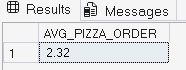 Results Messages
AVG_PIZZA_ORDER
1 2.32